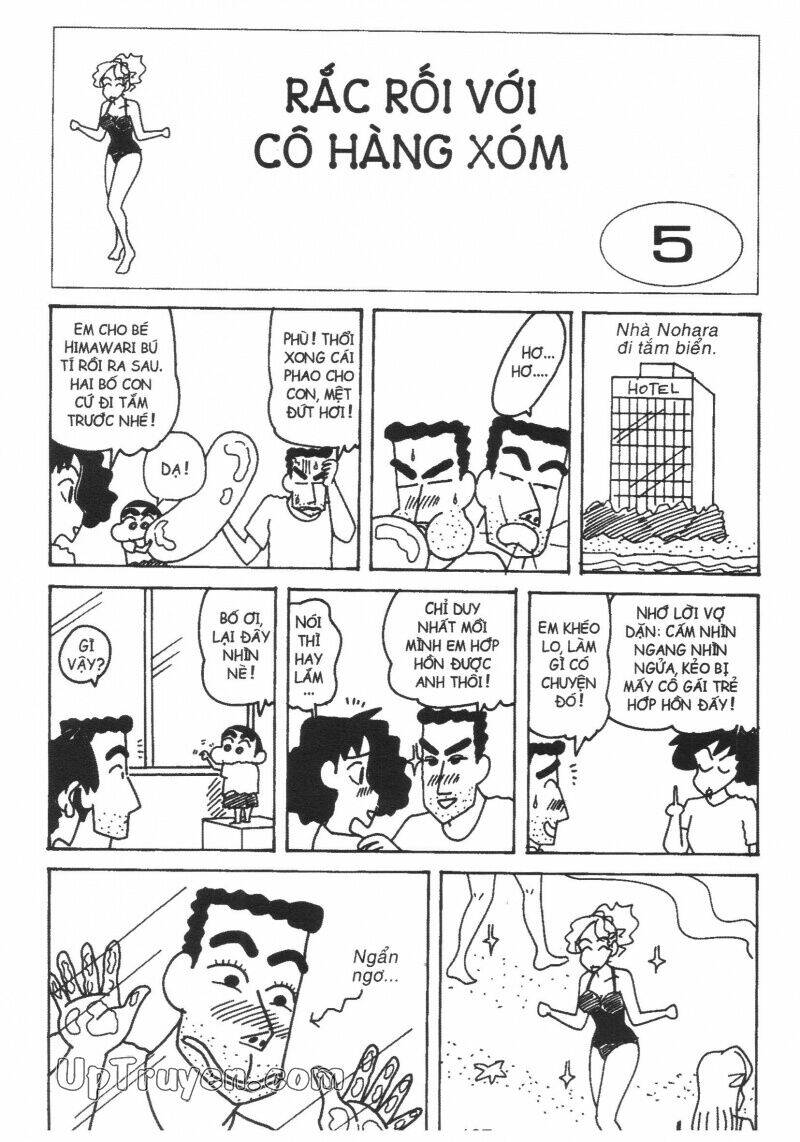 RẮC RỐI VỚI
CÔ HÀNG XÓM
5
Nhà Nohara
đi tắm biển.
HOTEL
HƠ...
HƠ....
PHÙ! THỔI
XONG CÁI
PHAO CHO
CON, MỆT
ĐỨT HƠI!
EM CHO BÉ
HIMAWARI BÚ
TÍ RỒI RA SAU.
HAI BỐ CON
CỨ ĐI TẮM
TRƯỚC NHÉ!
DẠ!
NHỚ LỜI VỢ
DẶN: CẤM NHÌN
NGANG NHÌN
NGỬA, KẺO BỊ
MẤY CÔ GÁI TRẺ
HỚP HỒN ĐẤY!
EM KHÉO
LO, LÀM
GÌ CÓ
CHUYỆN
ĐÓ!
CHỈ DUY
NHẤT MỖI
MÌNH EM HỚP
HỒN ĐƯỢC
ANH THÔI!
NÓI
THÌ
HAY
LẮM
...
BỐ ƠI,
LẠI ĐÂY
NHÌN
NÈ!
GÌ
VẬY?
Ngẩn
ngơ...
UpTruyen.com